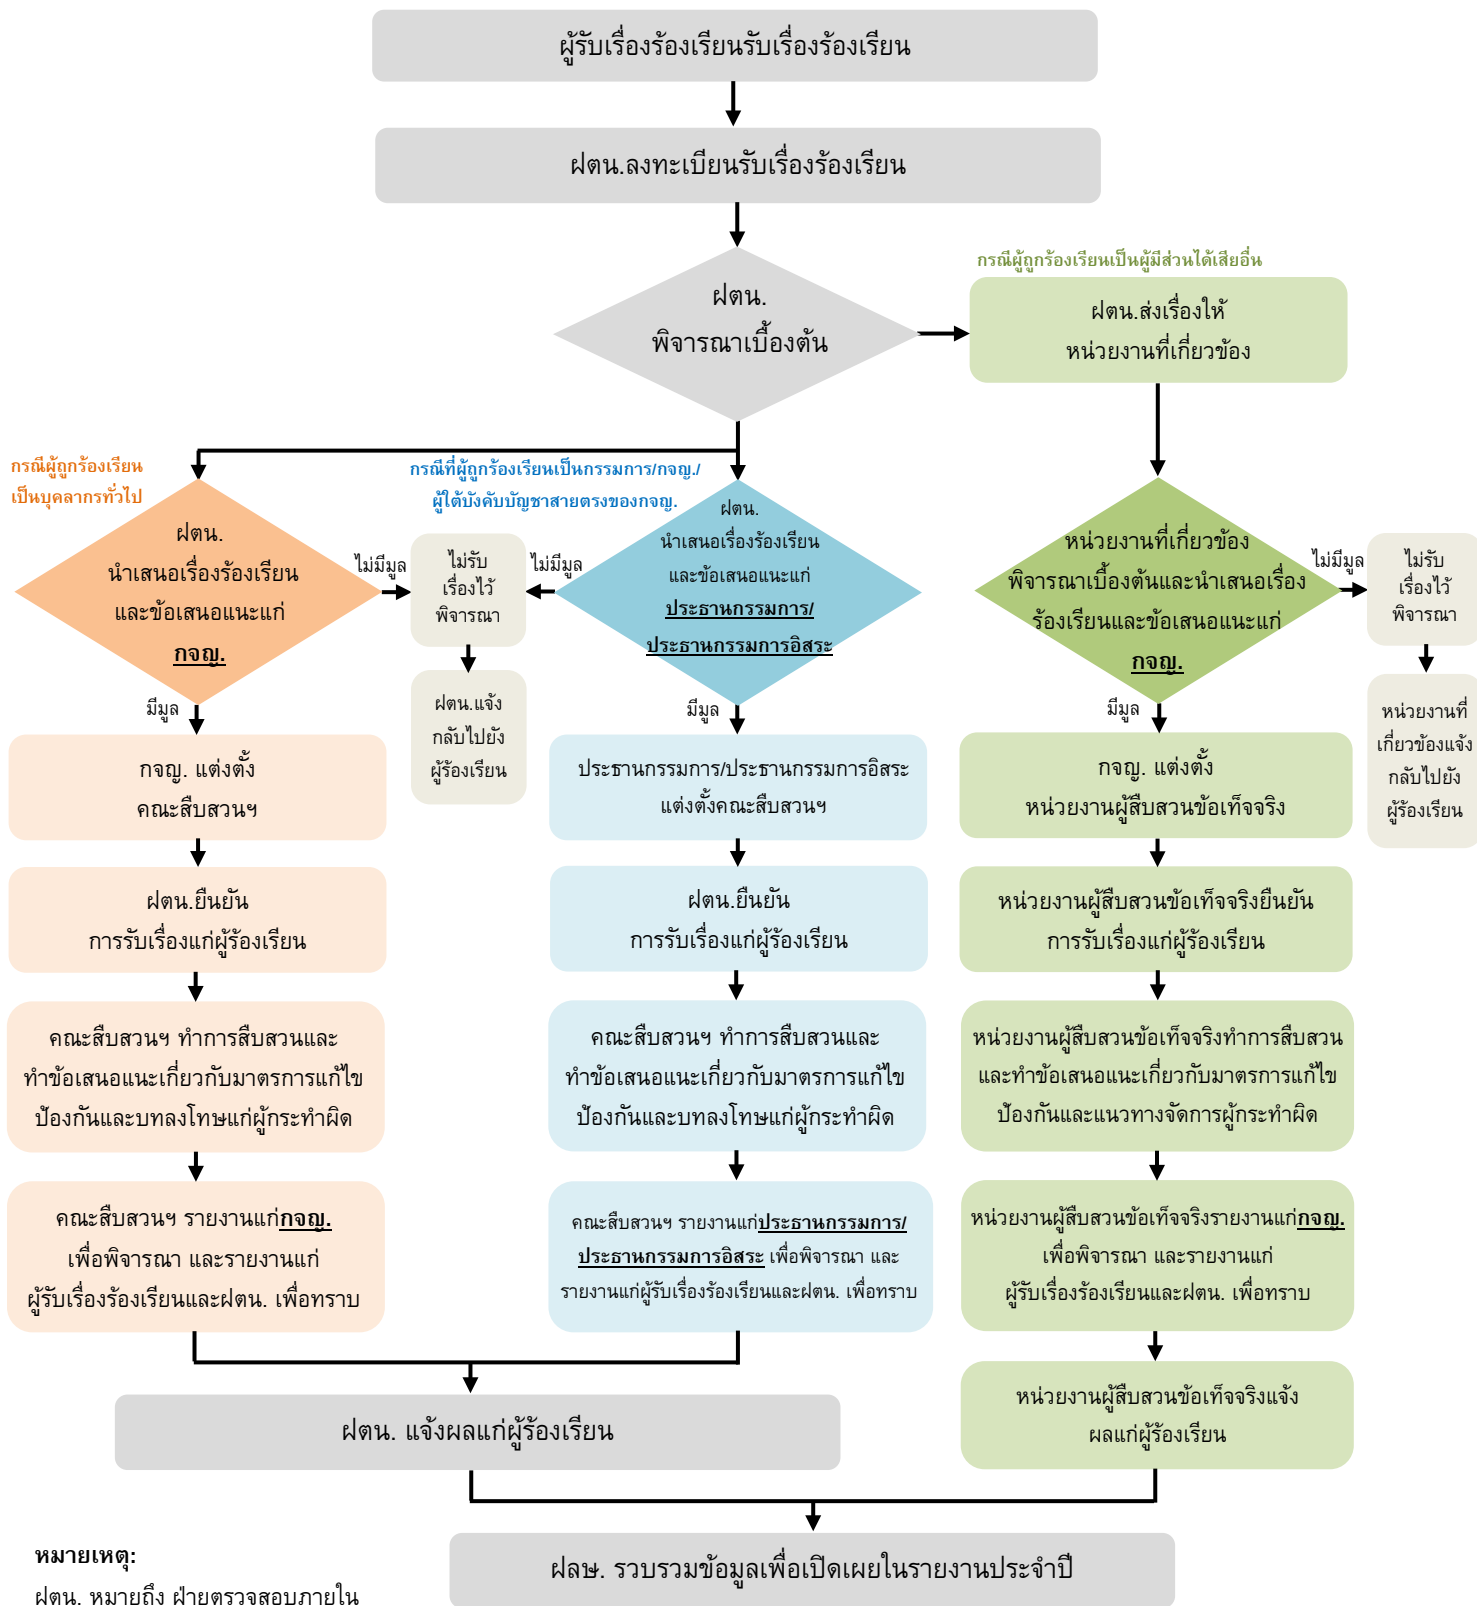 ผู้รับเรื่องร้องเรียนรับเรื่องร้องเรียน
ฝตน.ลงทะเบียนรับเรื่องร้องเรียน
ฝตน.
พิจารณาเบื้องต้น
กรณีผู้ถูกร้องเรียนเป็นผู้มีส่วนได้เสียอื่น
ฝตน.ส่งเรื่องให้
หน่วยงานที่เกี่ยวข้อง
กรณีผู้ถูกร้องเรียน
เป็นบุคลากรทั่วไป
ฝตน.
นำเสนอเรื่องร้องเรียน
และข้อเสนอแนะแก่
กจญ.
ไม่มีมูล
มีมูล
ไม่รับ
เรื่องไว้
พิจารณา
ฝตน.แจ้ง
กลับไปยัง
ผู้ร้องเรียน
กรณีที่ผู้ถูกร้องเรียนเป็นกรรมการ/กจญ./
ผู้ใต้บังคับบัญชาสายตรงของกจญ.
ฝตน.
นำเสนอเรื่องร้องเรียน
และข้อเสนอแนะแก่
ประธานกรรมการ/
ประธานกรรมการอิสระ
ไม่มีมูล
มีมูล
หน่วยงานที่เกี่ยวข้อง
พิจารณาเบื้องต้นและนำเสนอเรื่อง
ร้องเรียนและข้อเสนอแนะแก่
กจญ.
ไม่มีมูล
มีมูล
ไม่รับ
เรื่องไว้
พิจารณา
หน่วยงานที่
เกี่ยวข้องแจ้ง
กลับไปยัง
ผู้ร้องเรียน
กจญ. แต่งตั้ง
คณะสืบสวนฯ
ประธานกรรมการ/ประธานกรรมการอิสระ
แต่งตั้งคณะสืบสวนฯ
กจญ. แต่งตั้ง
หน่วยงานผู้สืบสวนข้อเท็จจริง
ฝตน.ยืนยัน
การรับเรื่องแก่ผู้ร้องเรียน
ฝตน.ยืนยัน
การรับเรื่องแก่ผู้ร้องเรียน
หน่วยงานผู้สืบสวนข้อเท็จจริงยืนยัน
การรับเรื่องแก่ผู้ร้องเรียน
คณะสืบสวนฯ ทำการสืบสวนและ
ทำข้อเสนอแนะเกี่ยวกับมาตรการแก้ไข
ป้องกันและบทลงโทษแก่ผู้กระทำผิด
คณะสืบสวนฯ ทำการสืบสวนและ
ทำข้อเสนอแนะเกี่ยวกับมาตรการแก้ไข
ป้องกันและบทลงโทษแก่ผู้กระทำผิด
หน่วยงานผู้สืบสวนข้อเท็จจริงทำการสืบสวน
และทำข้อเสนอแนะเกี่ยวกับมาตรการแก้ไข
ป้องกันและแนวทางจัดการผู้กระทำผิด
คณะสืบสวนฯ รายงานแก่กจญ.
เพื่อพิจารณา และรายงานแก่
ผู้รับเรื่องร้องเรียนและฝตน. เพื่อทราบ
คณะสืบสวนฯ รายงานแก่ประธานกรรมการ/
ประธานกรรมการอิสระ เพื่อพิจารณา และ
รายงานแก่ผู้รับเรื่องร้องเรียนและฝตน. เพื่อทราบ
หน่วยงานผู้สืบสวนข้อเท็จจริงรายงานแก่กจญ.
เพื่อพิจารณา และรายงานแก่
ผู้รับเรื่องร้องเรียนและฝตน. เพื่อทราบ
ฝตน. แจ้งผลแก่ผู้ร้องเรียน
หน่วยงานผู้สืบสวนข้อเท็จจริงแจ้ง
ผลแก่ผู้ร้องเรียน
ฝลษ. รวบรวมข้อมูลเพื่อเปิดเผยในรายงานประจำปี
หมายเหตุ:
ฝตน. หมายถึง ฝ่ายตรวจสอบภายใน